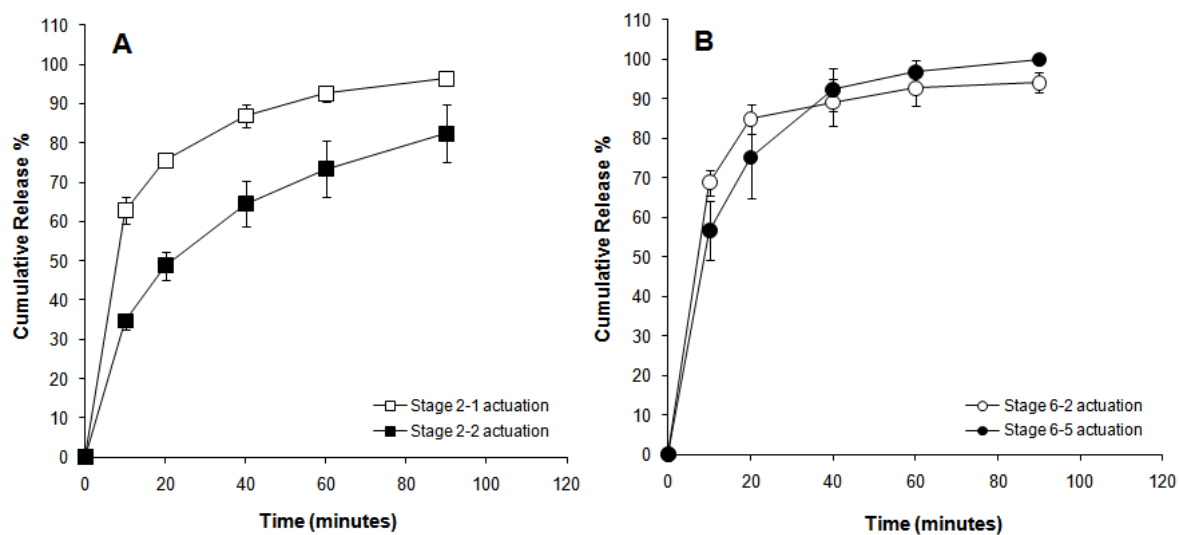 A
Cumulative Release %
110
100
90
80
70
60
50
40
30
20
10
0
0 20 40 60 80 100 120
Time (minutes)
Stage 2-1 actuation
Stage 2-2 actuation
B
Cumulative Release %
110
100
90
80
70
60
50
40
30
20
10
0
0 20 40 60 80 100 120
Time (minutes)
Stage 6-2 actuation
Stage 6-5 actuation